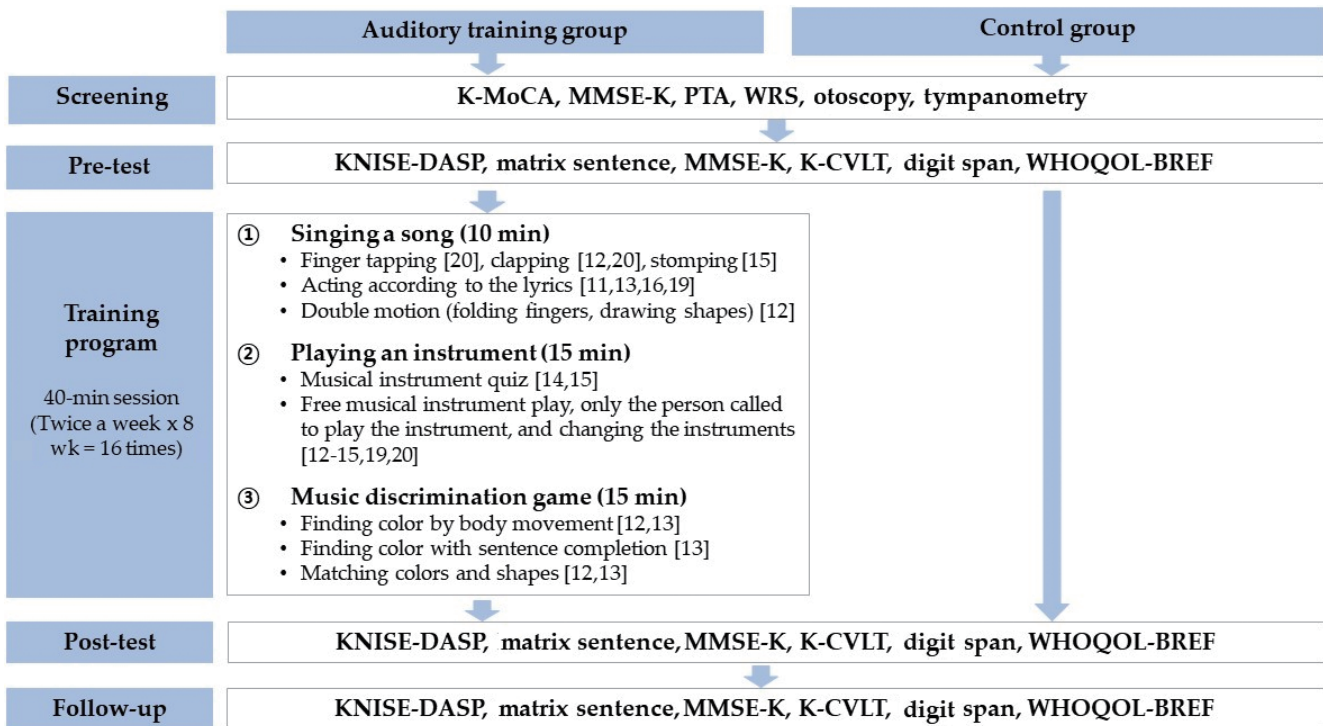 Auditory training group
Control group
Screening
K-MoCA, MMSE-K, PTA, WRS, otoscopy, tympanometry
Pre-test
KNISE-DASP, matrix sentence, MMSE-K, K-CVLT, digit span, WHOQOL-BREF
Training
program
40-min session
(Twice a week x 8
wk = 16 times)
① Singing a song (10 min)
• Finger tapping [20], clapping [12,20], stomping [15]
• Acting according to the lyrics [11,13,16,19]
• Double motion (folding fingers, drawing shapes) [12]
② Playing an instrument (15 min)
• Musical instrument quiz [14,15]
• Free musical instrument play, only the person called
to play the instrument, and changing the instruments
[12-15,19,20]
③ Music discrimination game (15 min)
• Finding color by body movement [12,13]
• Finding color with sentence completion [13]
• Matching colors and shapes [12,13]
Post-test
KNISE-DASP, matrix sentence, MMSE-K, K-CVLT, digit span, WHOQOL-BREF
Follow-up
KNISE-DASP, matrix sentence, MMSE-K, K-CVLT, digit span, WHOQOL-BREF